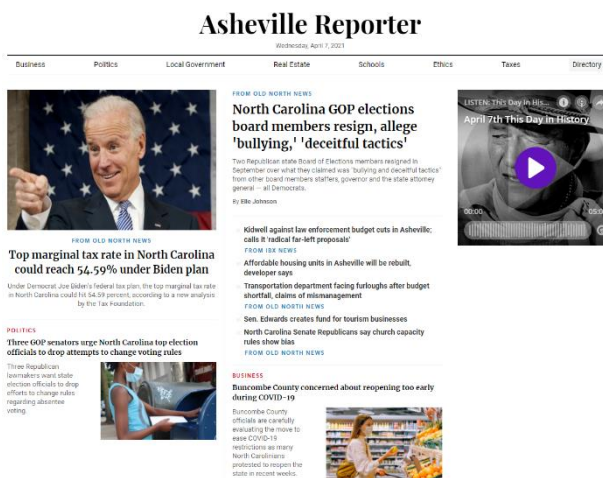 Asheville Reporter
Wednesday, April 7, 2021
Business Politics Local Government Real Estate Schools Ethics Taxes Directory
FROM OLD NORTH NEWS
Top marginal tax rate in North Carolina
could reach 54.59% under Biden plan
Under Democrat Joe Biden's federal tax plan, the top marginal tax rate
in North Carolina could hit 54.59 percent, according to a new analysis
by the Tax Foundation.
POLITICS
Three GOP senators urge North Carolina top election
officials to drop attempts to change voting rules
Three Republican
lawmakers want state
election officials to drop
efforts to change rules
regarding absentee
voting.
FROM OLD NORTH NEWS
North Carolina GOP elections
board members resign, allege
'bullying,' 'deceitful tactics'
Two Republican state Board of Elections members resigned in
September over what they claimed was "bullying and deceitful tactics"
from other board members staffers, governor and the state attorney
general -- all Democrats.
By Elle Johnson
Kidwell against law enforcement budget cuts in Asheville;
calls it 'radical far-left proposals'
FROM IBX NEWS
Affordable housing units in Asheville will be rebuilt,
developer says
Transportation department facing furloughs after budget
shortfall, claims of mismanagement
FROM OLD NORTH NEWS
Sen. Edwards creates fund for tourism businesses
North Carolina Senate Republicans say church capacity
rules show bias
FROM OLD NORTH NEWS
BUSINESS
Buncombe County concerned about reopening too early
during COVID-19
Buncombe County
officials are carefully
evaluating the move to
ease COVID-19
restrictions as many
North Carolinians
protested to reopen the
state in recent weeks.
LISTEN: This Day in His...
April 7th This Day in History
00:00 05:0